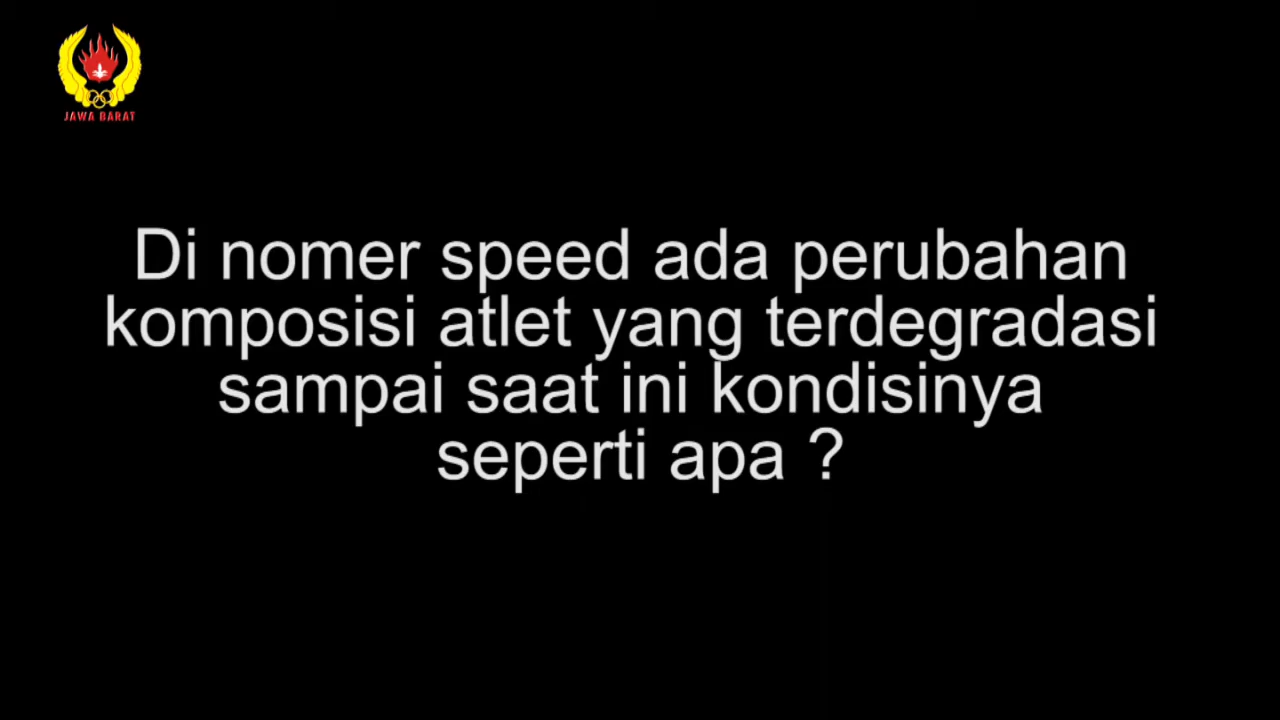 JAWA BARAT
Di nomer speed ada perubahan
komposisi atlet yang terdegradasi
sampai saat ini kondisinya
seperti apa ?